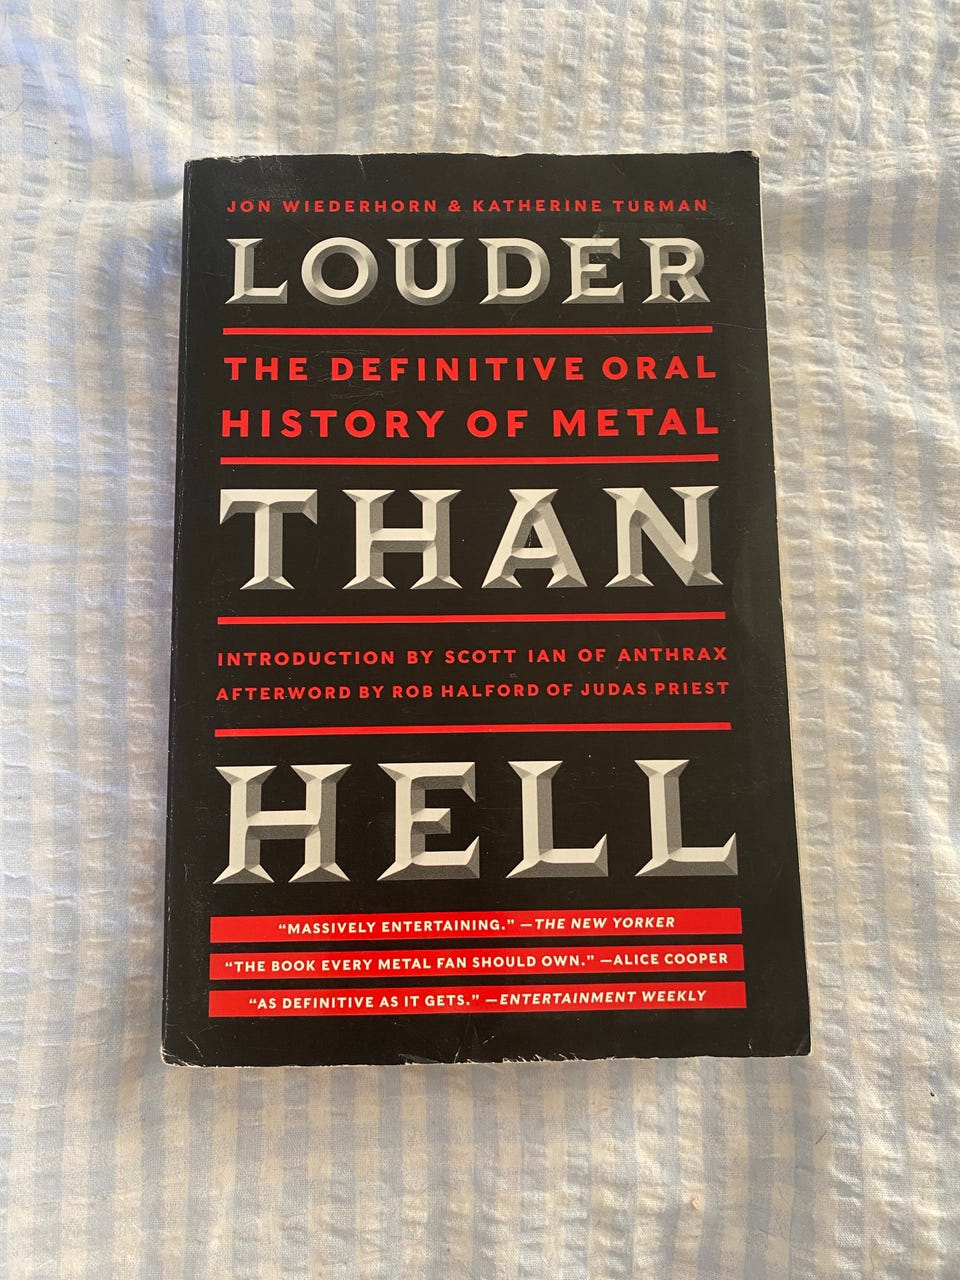 JON WIEDERHORN & KATHERINE TURMAN
LOUDER
THE DEFINITIVE ORAL
HISTORY OF METAL
THAN
INTRODUCTION BY SCOTT IAN OF ANTHRAX
AFTERWORD BY ROB HALFORD OF JUDAS PRIEST
HELL
“MASSIVELY ENTERTAINING.” —THE NEW YORKER
“THE BOOK EVERY METAL FAN SHOULD OWN.” —ALICE COOPER
“AS DEFINITIVE AS IT GETS.” —ENTERTAINMENT WEEKLY